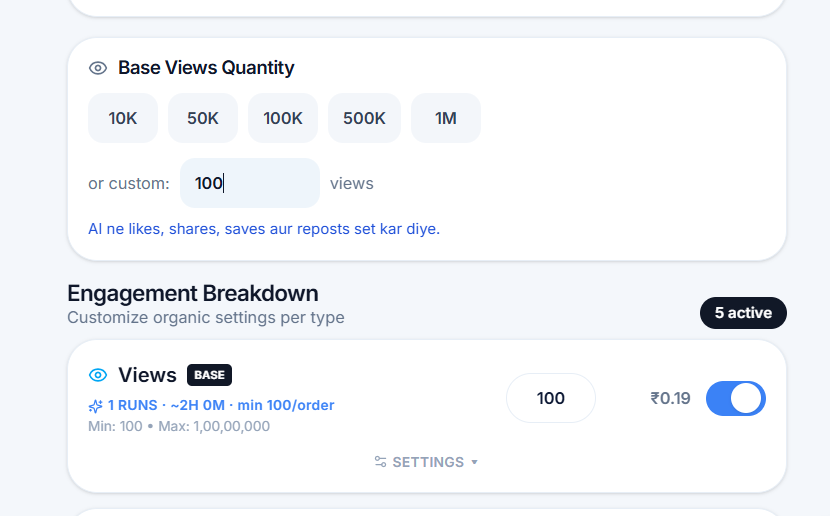 Base Views Quantity
10K 50K 100K 500K 1M
or custom: 100 views
AI ne likes, shares, saves aur reposts set kar diye.
Engagement Breakdown
Customize organic settings per type
5 active
Views BASE
1 RUNS · ~2H 0M · min 100/order
Min: 100 • Max: 1,00,00,000
100
₹0.19
SETTINGS